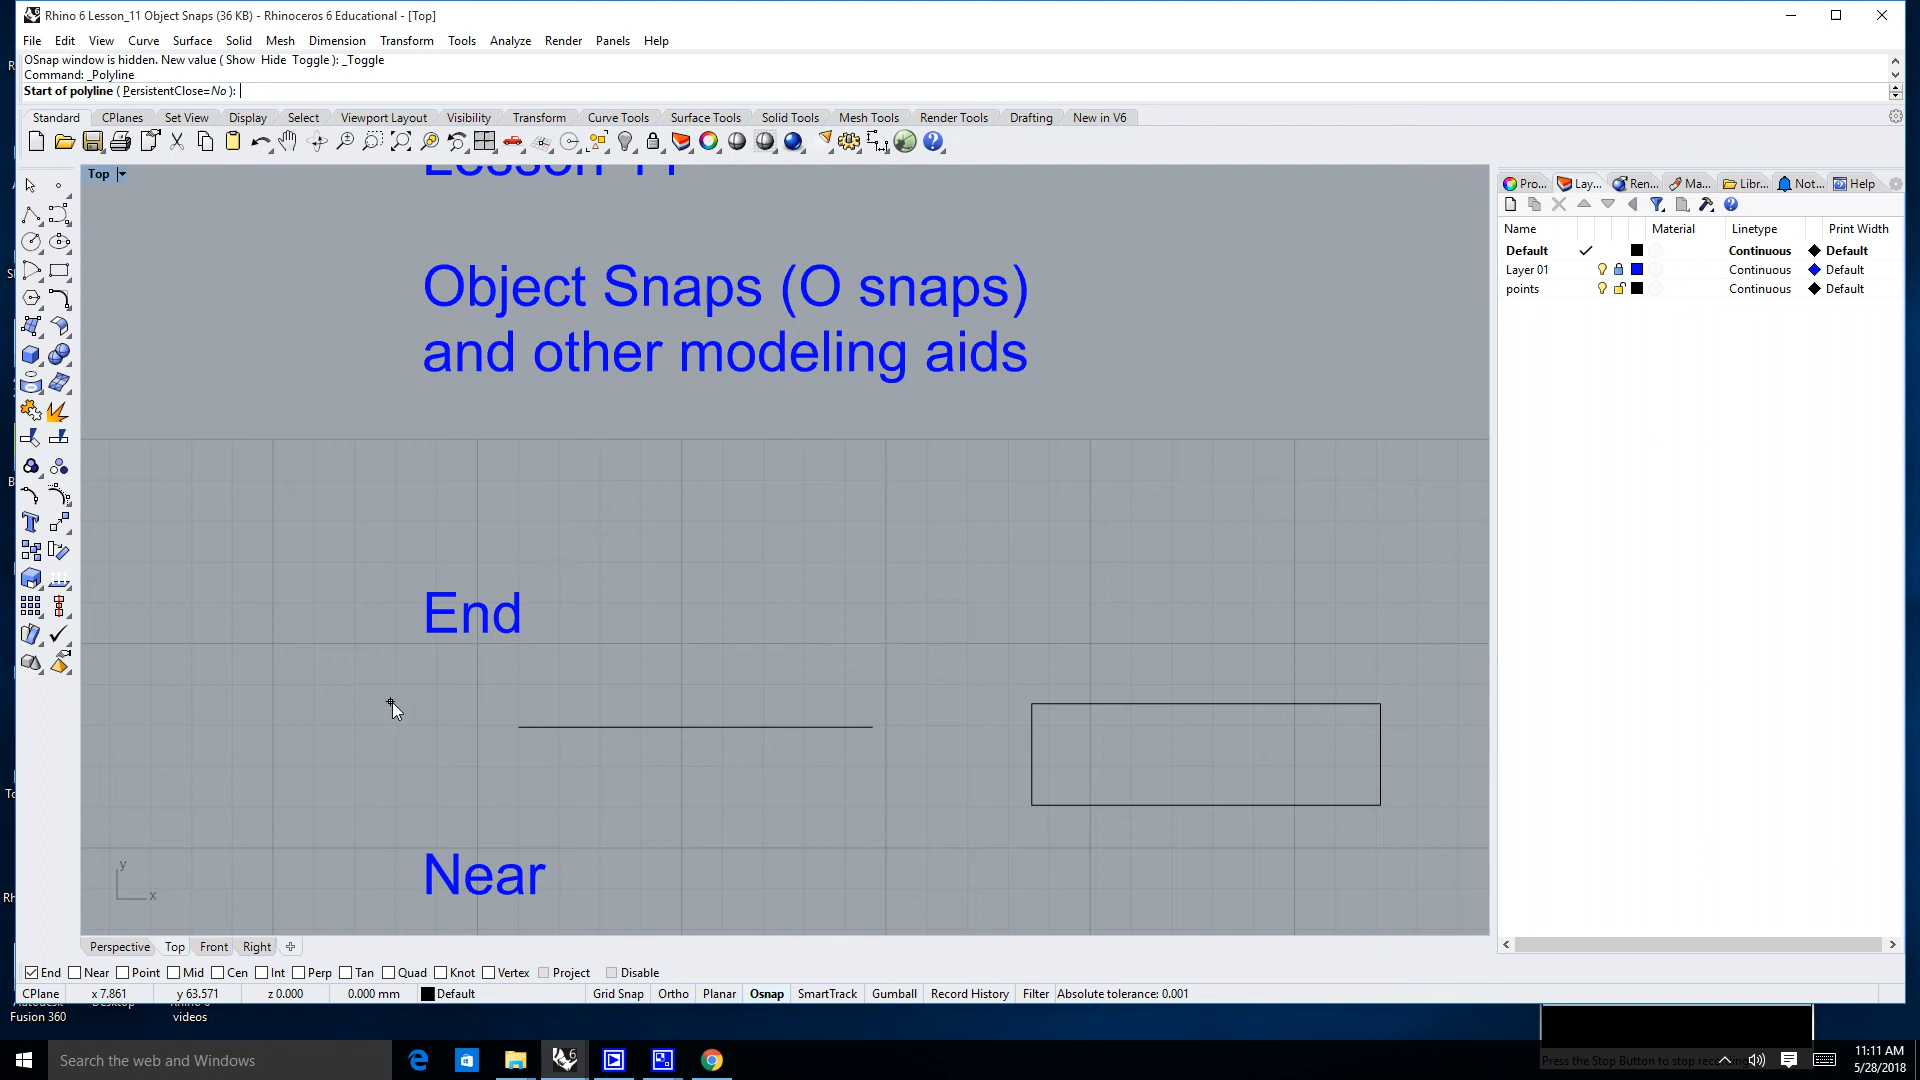 Rhino 6 Lesson_11 Object Snaps (36 KB) - Rhinoceros 6 Educational - [Top]
File Edit View Curve Surface Solid Mesh Dimension Transform Tools Analyze Render Panels Help
OSnap window is hidden. New value ( Show Hide Toggle ): _Toggle
Command: _Polyline
Start of polyline ( PersistentClose=No ):
Standard CPlanes Set View Display Select Viewport Layout Visibility Transform Curve Tools Surface Tools Solid Tools Mesh Tools Render Tools Drafting New in V6
Top
Lesson 11
Object Snaps (O snaps)
and other modeling aids
End
Near
y
x
Pro... Lay... Ren... Ma... Libr... Not... Help
Name Material Linetype Print Width
Default Continuous Default
Layer 01 Continuous Default
points Continuous Default
Perspective Top Front Right
End Near Point Mid Cen Int Perp Tan Quad Knot Vertex Project Disable
CPlane x 7.861 y 63.571 z 0.000 0.000 mm Default Grid Snap Ortho Planar Osnap SmartTrack Gumball Record History Filter Absolute tolerance: 0.001
Fusion 360
videos
Search the web and Windows
Press the Stop Button to stop
11:11 AM
5/28/2018